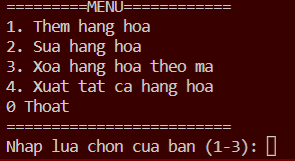 =========MENU============
1. Them hang hoa
2. Sua hang hoa
3. Xoa hang hoa theo ma
4. Xuat tat ca hang hoa
0 Thoat
=========================
Nhap lua chon cua ban (1-3):